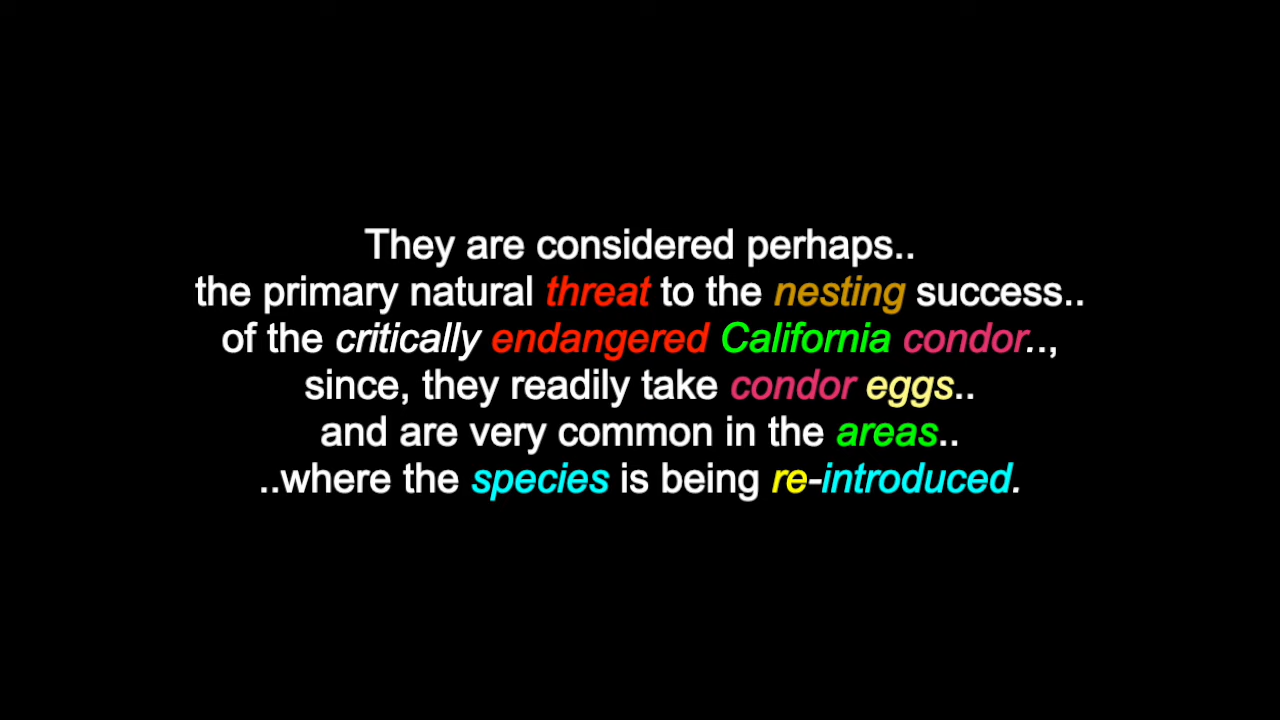 They are considered perhaps..
the primary natural threat to the nesting success..
of the critically endangered California condor..,
since, they readily take condor eggs..
and are very common in the areas..
..where the species is being re-introduced.